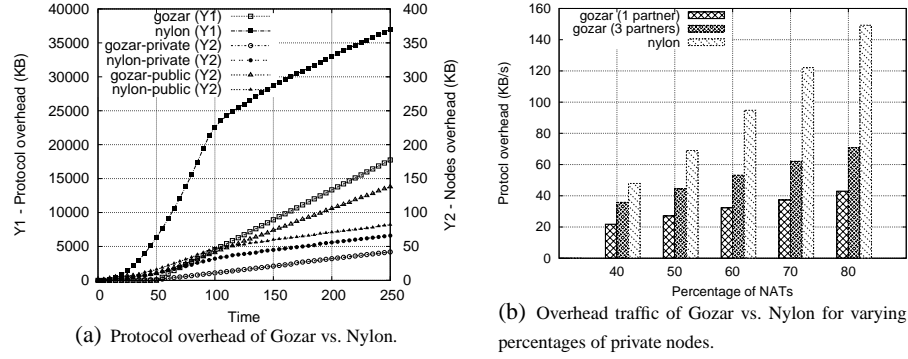 40000
35000
30000
25000
20000
15000
10000
5000
0
Y1 - Protocol overhead (KB)
gozar (Y1)
nylon (Y1)
gozar-private (Y2)
nylon-private (Y2)
gozar-public (Y2)
nylon-public (Y2)
400
350
300
250
200
150
100
50
0
Y2 - Nodes overhead (KB)
0 50 100 150 200 250
Time
(a) Protocol overhead of Gozar vs. Nylon.
160
140
120
100
80
60
40
20
0
Protocl overhead (KB/s)
gozar (1 partner)
gozar (3 partners)
nylon
40 50 60 70 80
Percentage of NATs
(b) Overhead traffic of Gozar vs. Nylon for varying
percentages of private nodes.